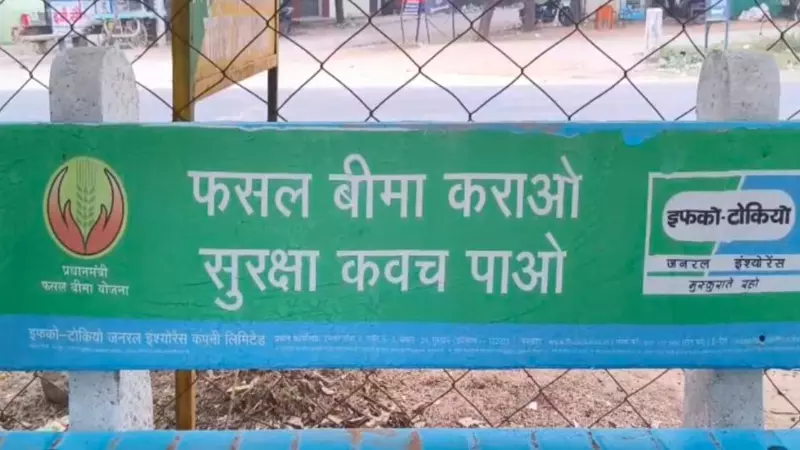 फसल बीमा कराओ
सुरक्षा कवच पाओ
प्रधानमंत्री
फसल बीमा योजना
इफको-टोकियो
जनरल इंश्योरेंस
मुस्कुराते रहो
इफको-टोकियो जनरल इंश्योरेंस कंपनी लिमिटेड